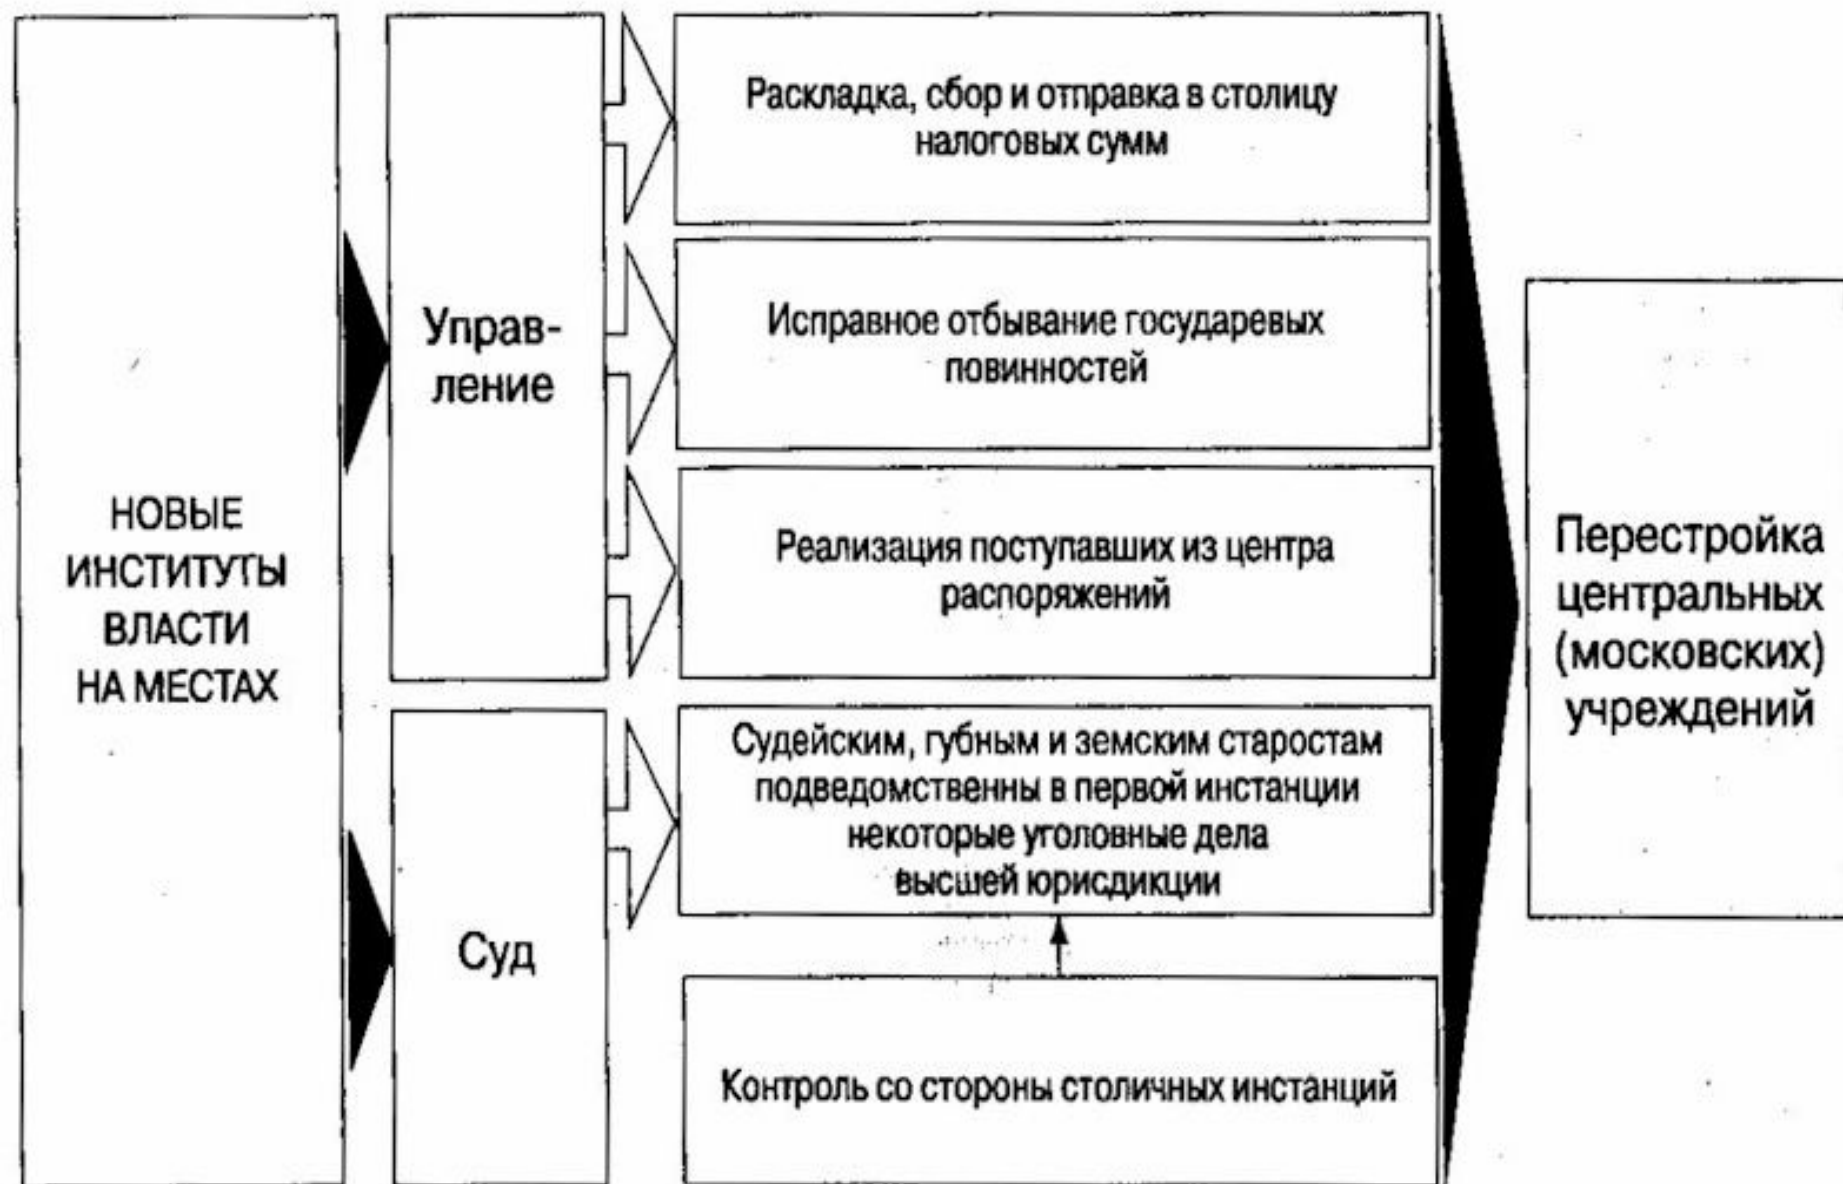 НОВЫЕ
ИНСТИТУТЫ
ВЛАСТИ
НА МЕСТАХ
Управ-
ление
Раскладка, сбор и отправка в столицу
налоговых сумм
Исправное отбывание государевых
повинностей
Реализация поступавших из центра
распоряжений
Суд
Судейским, губным и земским старостам
подведомственны в первой инстанции
некоторые уголовные дела
высшей юрисдикции
Контроль со стороны столичных инстанций
Перестройка
центральных
(московских)
учреждений